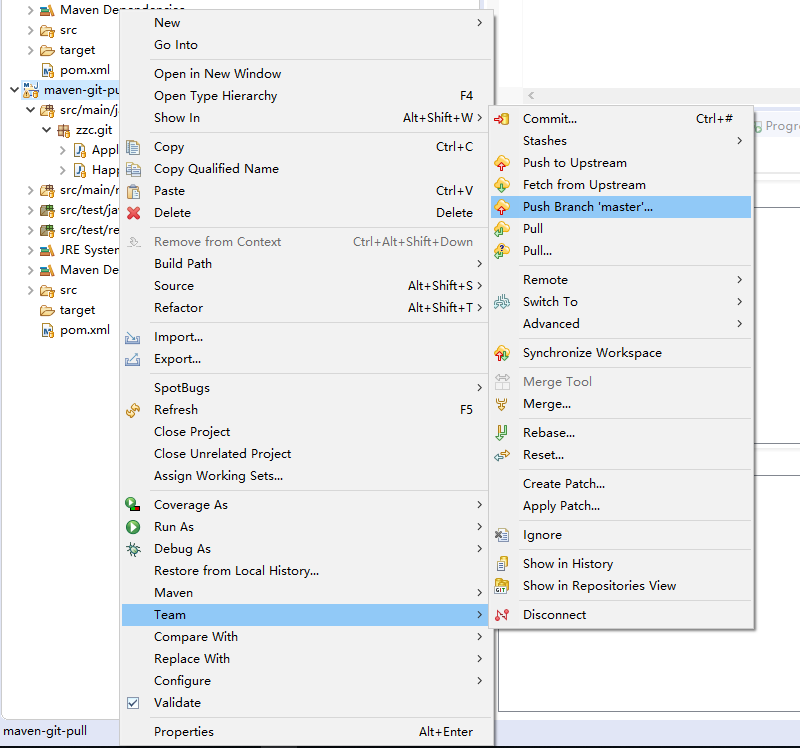 Maven Dependencies
src
target
pom.xml
maven-git-pu
src/main/j
zzc.git
Appl
Happ
src/main/r
src/test/ja
src/test/re
JRE System
Maven De
src
target
pom.xml
New
Go Into
Open in New Window
Open Type Hierarchy F4
Show In Alt+Shift+W
Copy Ctrl+C
Copy Qualified Name
Paste Ctrl+V
Delete Delete
Remove from Context Ctrl+Alt+Shift+Down
Build Path
Source Alt+Shift+S
Refactor Alt+Shift+T
Import...
Export...
SpotBugs
Refresh F5
Close Project
Close Unrelated Project
Assign Working Sets...
Coverage As
Run As
Debug As
Restore from Local History...
Maven
Team
Compare With
Replace With
Configure
Validate
Properties Alt+Enter
Commit... Ctrl+#
Stashes
Push to Upstream
Fetch from Upstream
Push Branch 'master'...
Pull
Pull...
Remote
Switch To
Advanced
Synchronize Workspace
Merge Tool
Merge...
Rebase...
Reset...
Create Patch...
Apply Patch...
Ignore
Show in History
GIT Show in Repositories View
Disconnect
Progre
maven-git-pull